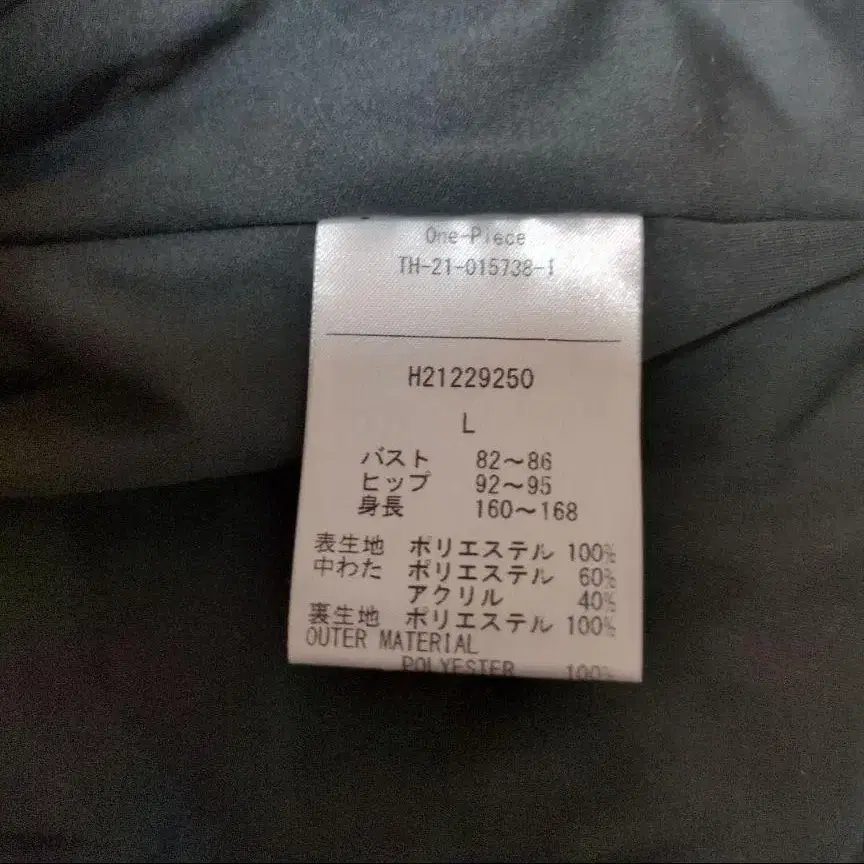 One-Piece
TH-21-015738-1
H21229250
L
バスト 82～86
ヒップ 92～95
身長 160～168
表生地 ポリエステル 100%
中わた ポリエステル 60%
アクリル 40%
裏生地 ポリエステル 100%
OUTER MATERIAL
POLYESTER 100%